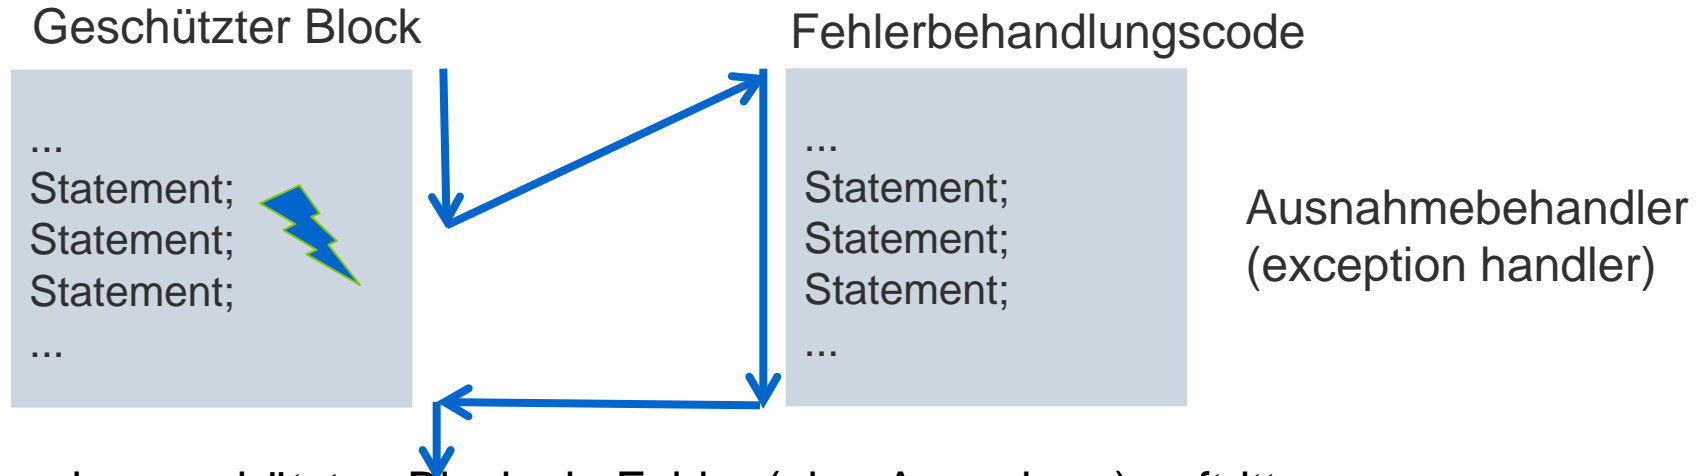 Geschützter Block
...
Statement;
Statement;
Statement;
...
Fehlerbehandlungscode
...
Statement;
Statement;
Statement;
...
Ausnahmebehandler
(exception handler)